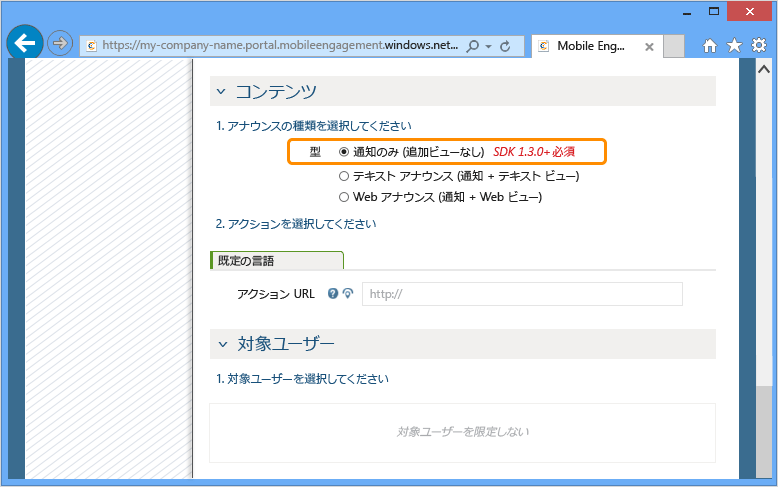 https://my-company-name.portal.mobileengagement.windows.net...
Mobile Eng...
コンテンツ
1. アナウンスの種類を選択してください
型 通知のみ (追加ビューなし) SDK 1.3.0+ 必須
テキスト アナウンス (通知 + テキスト ビュー)
Web アナウンス (通知 + Web ビュー)
2. アクションを選択してください
既定の言語
アクション URL http://
対象ユーザー
1. 対象ユーザーを選択してください
対象ユーザーを限定しない